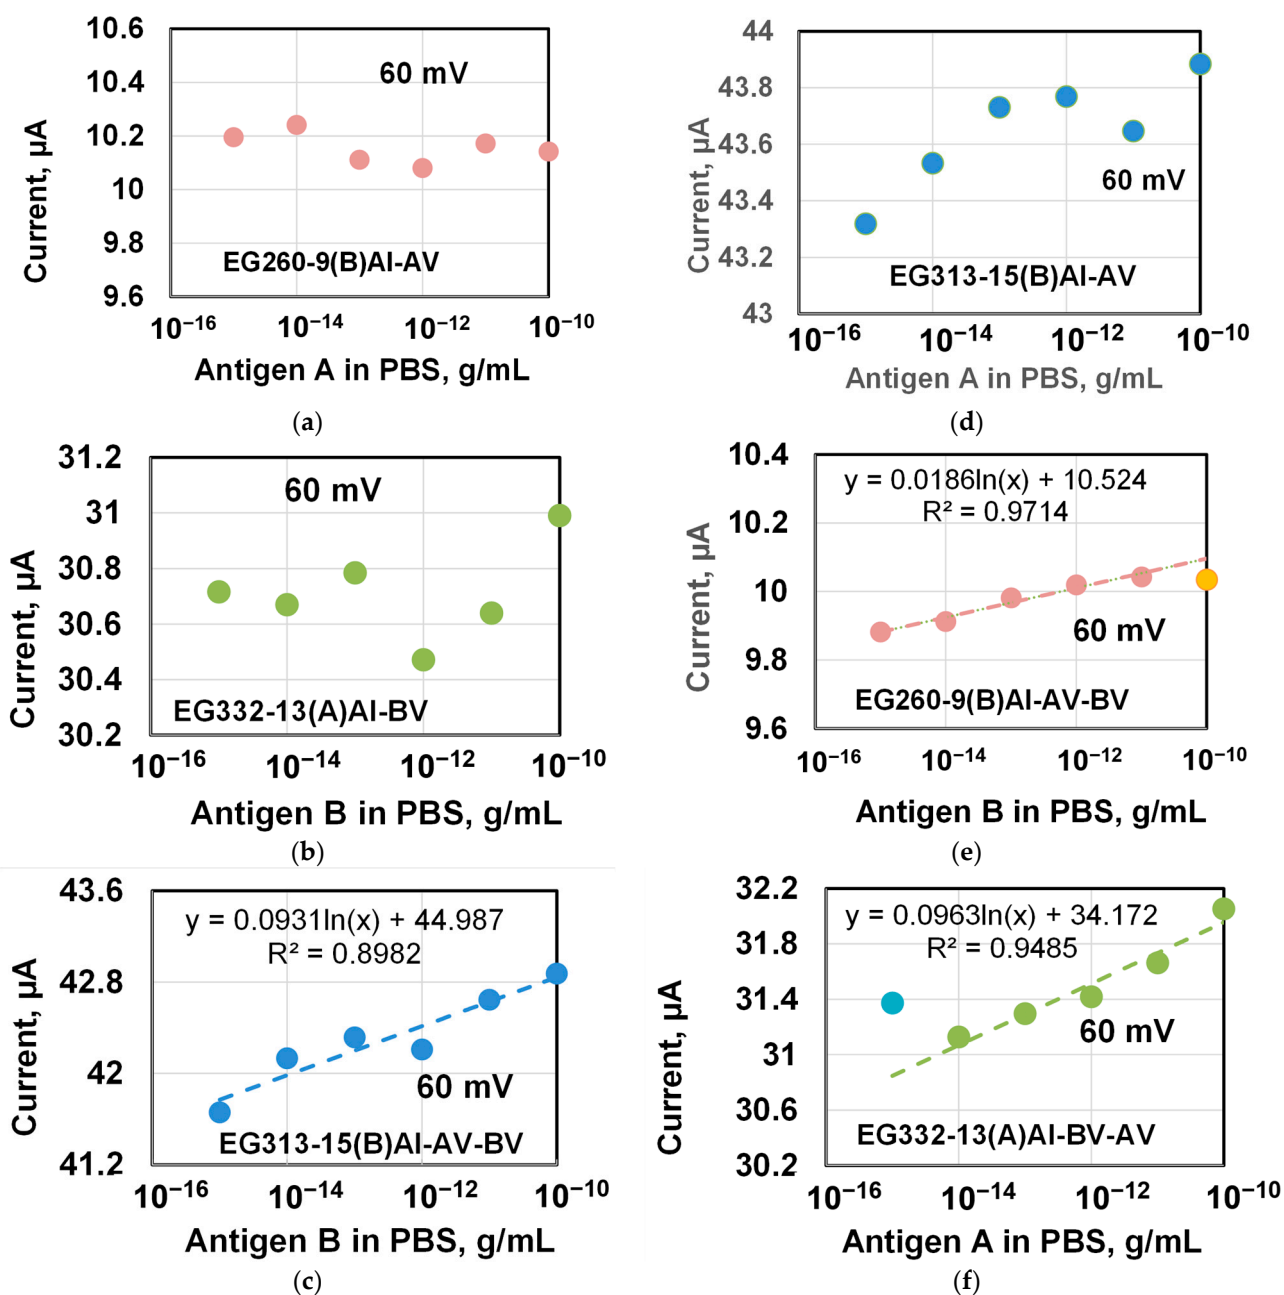 10.6
10.4
10.2
10
9.8
9.6
Current, µA
60 mV
EG260-9(B)AI-AV
10⁻¹⁶ 10⁻¹⁴ 10⁻¹² 10⁻¹⁰
Antigen A in PBS, g/mL
(a)
44
43.8
43.6
43.4
43.2
43
Current, µA
60 mV
EG313-15(B)AI-AV
10⁻¹⁶ 10⁻¹⁴ 10⁻¹² 10⁻¹⁰
Antigen A in PBS, g/mL
(d)
31.2
31
30.8
30.6
30.4
30.2
Current, µA
60 mV
EG332-13(A)AI-BV
10⁻¹⁶ 10⁻¹⁴ 10⁻¹² 10⁻¹⁰
Antigen B in PBS, g/mL
(b)
10.4
10.2
10
9.8
9.6
Current, µA
y = 0.0186ln(x) + 10.524
R² = 0.9714
60 mV
EG260-9(B)AI-AV-BV
10⁻¹⁶ 10⁻¹⁴ 10⁻¹² 10⁻¹⁰
Antigen B in PBS, g/mL
(e)
43.6
42.8
42
41.2
Current, µA
y = 0.0931ln(x) + 44.987
R² = 0.8982
60 mV
EG313-15(B)AI-AV-BV
10⁻¹⁶ 10⁻¹⁴ 10⁻¹² 10⁻¹⁰
Antigen B in PBS, g/mL
(c)
32.2
31.8
31.4
31
30.6
30.2
Current, µA
y = 0.0963ln(x) + 34.172
R² = 0.9485
60 mV
EG332-13(A)AI-BV-AV
10⁻¹⁶ 10⁻¹⁴ 10⁻¹² 10⁻¹⁰
Antigen A in PBS, g/mL
(f)